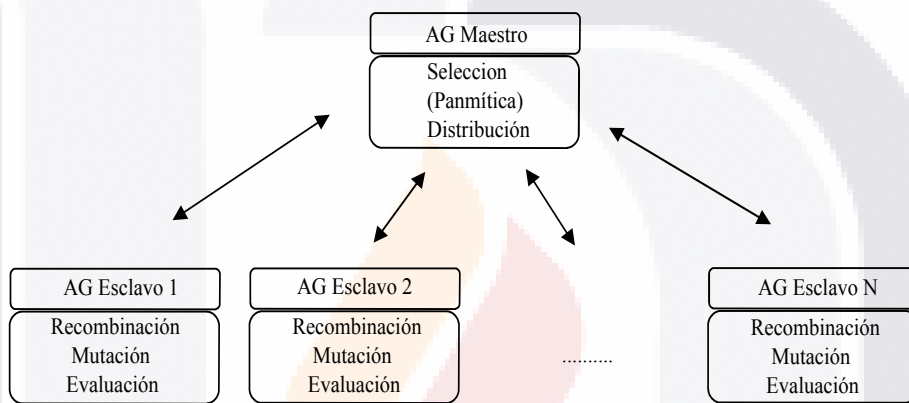 AG Maestro
Seleccion
(Panmítica)
Distribución
AG Esclavo 1
Recombinación
Mutación
Evaluación
AG Esclavo 2
Recombinación
Mutación
Evaluación
..........
AG Esclavo N
Recombinación
Mutación
Evaluación